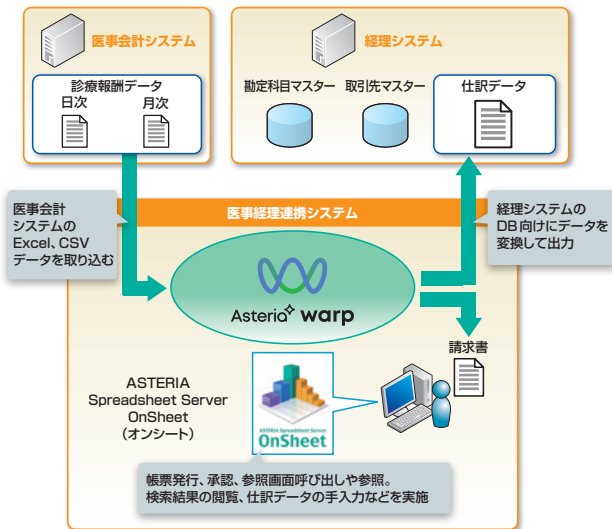 医事会計システム
診療報酬データ
日次
月次
経理システム
勘定科目マスター
取引先マスター
仕訳データ
医事会計
システムの
Excel、CSV
データを取り込む
医事経理連携システム
経理システムの
DB向けにデータを
変換して出力
Asteria warp
請求書
ASTERIA
Spreadsheet Server
OnSheet
（オンシート）
ASTERIA Spreadsheet Server
OnSheet
帳票発行、承認、参照画面呼び出しや参照。
検索結果の閲覧、仕訳データの手入力などを実施